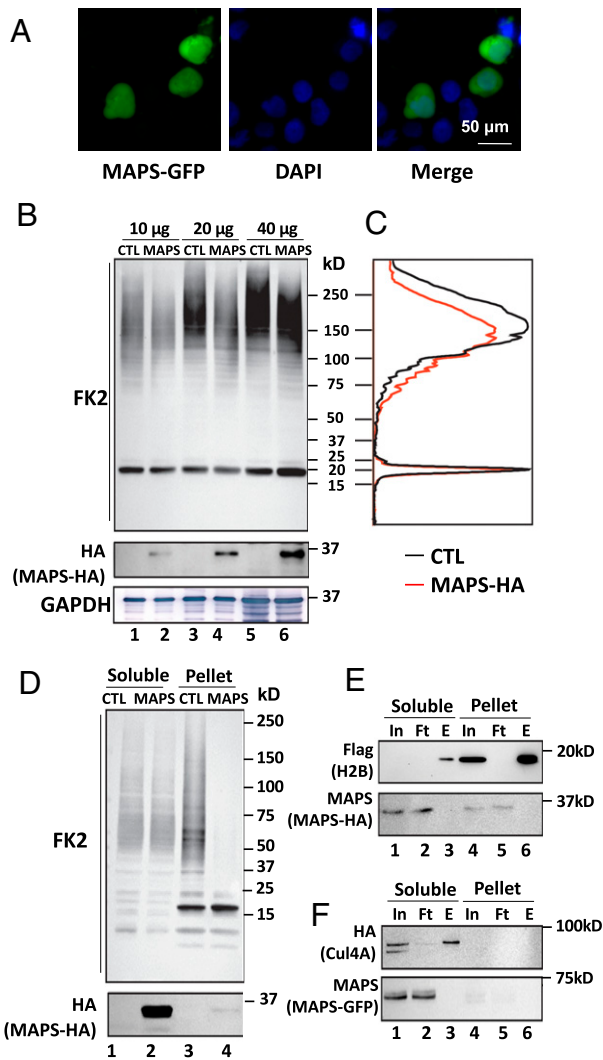 A
50 µm
MAPS-GFP DAPI Merge
B
10 µg 20 µg 40 µg
CTL MAPS CTL MAPS CTL MAPS
kD
250
150
100
75
50
37
25
20
15
FK2
HA
(MAPS-HA)
37
GAPDH
37
1 2 3 4 5 6
C
CTL
MAPS-HA
D
Soluble Pellet
CTL MAPS CTL MAPS
kD
250
150
100
75
50
37
25
15
FK2
HA
(MAPS-HA)
37
1 2 3 4
E
Soluble Pellet
In Ft E In Ft E
Flag
(H2B)
20kD
MAPS
(MAPS-HA)
37kD
1 2 3 4 5 6
F
Soluble Pellet
In Ft E In Ft E
HA
(Cul4A)
100kD
MAPS
(MAPS-GFP)
75kD
1 2 3 4 5 6